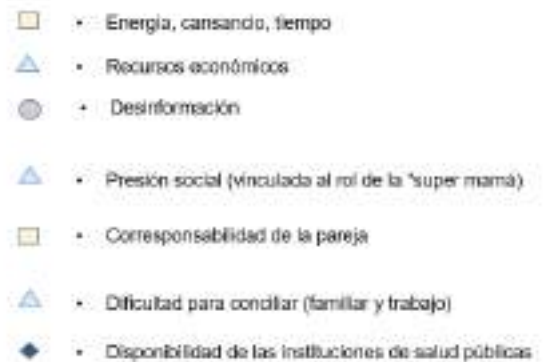 • Energía, cansancio, tiempo
• Recursos económicos
• Desinformación
• Presión social (vinculada al rol de la "super mamá)
• Corresponsabilidad de la pareja
• Dificultad para conciliar (familiar y trabajo)
• Disponibilidad de las instituciones de salud públicas